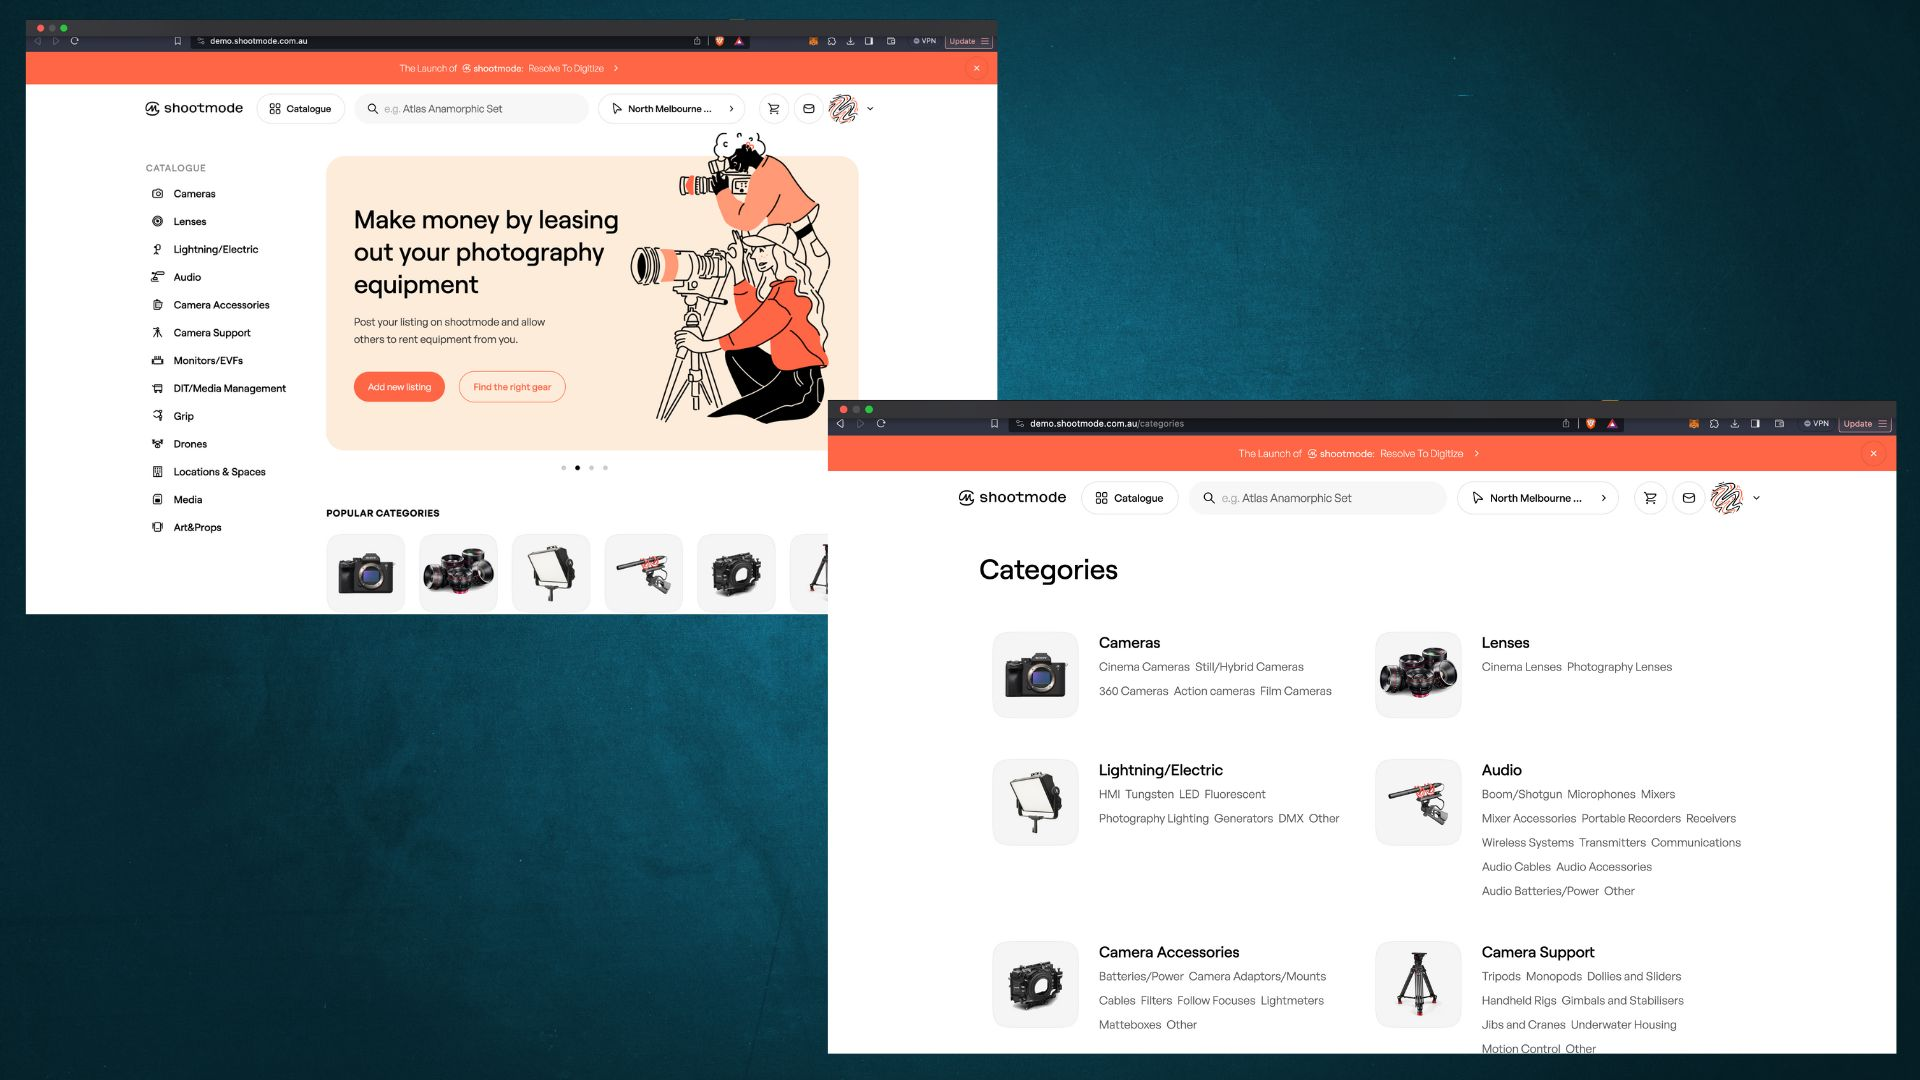 demo.shootmode.com.au
VPN
Update
The Launch of shootmode: Resolve To Digitize
shootmode
Catalogue
e.g. Atlas Anamorphic Set
North Melbourne ...
CATALOGUE
Cameras
Lenses
Lightning/Electric
Audio
Camera Accessories
Camera Support
Monitors/EVFs
DIT/Media Management
Grip
Drones
Locations & Spaces
Media
Art&Props
Make money by leasing
out your photography
equipment
Post your listing on shootmode and allow
others to rent equipment from you.
Add new listing
Find the right gear
POPULAR CATEGORIES
demo.shootmode.com.au/categories
VPN
Update
The Launch of shootmode: Resolve To Digitize
shootmode
Catalogue
e.g. Atlas Anamorphic Set
North Melbourne ...
Categories
Cameras
Cinema Cameras Still/Hybrid Cameras
360 Cameras Action cameras Film Cameras
Lenses
Cinema Lenses Photography Lenses
Lightning/Electric
HMI Tungsten LED Fluorescent
Photography Lighting Generators DMX Other
Audio
Boom/Shotgun Microphones Mixers
Mixer Accessories Portable Recorders Receivers
Wireless Systems Transmitters Communications
Audio Cables Audio Accessories
Audio Batteries/Power Other
Camera Accessories
Batteries/Power Camera Adaptors/Mounts
Cables Filters Follow Focuses Lightmeters
Matteboxes Other
Camera Support
Tripods Monopods Dollies and Sliders
Handheld Rigs Gimbals and Stabilisers
Jibs and Cranes Underwater Housing
Motion Control Other